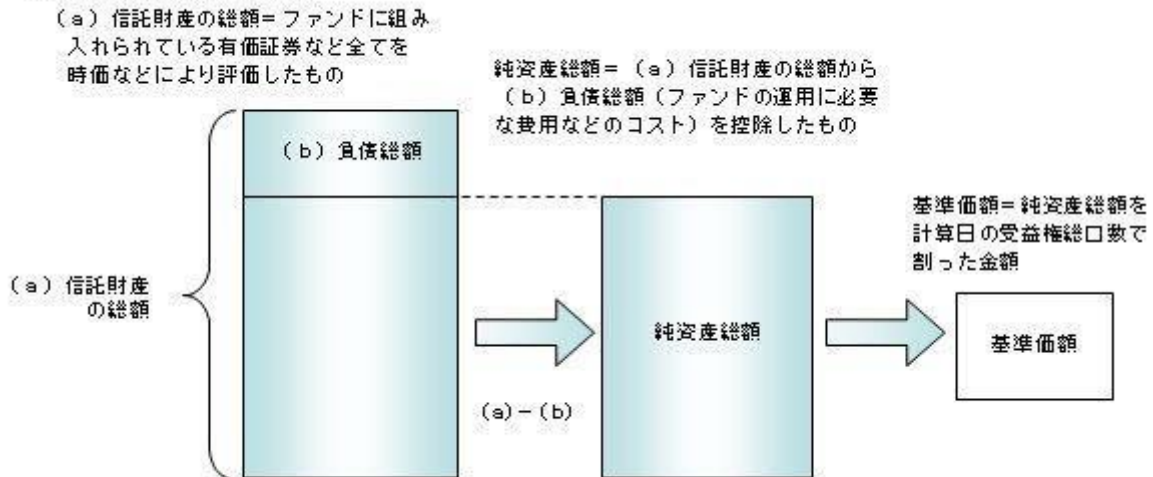 (a) 信託財産の総額=ファンドに組み
入れられている有価証券など全てを
時価などにより評価したもの
純資産総額=(a)信託財産の総額から
(b)負債総額(ファンドの運用に必要
な費用などのコスト)を控除したもの
(b)負債総額
基準価額=純資産総額を
計算日の受益権総口数で
割った金額
(a)信託財産
の総額
純資産総額
基準価額
(a)-(b)